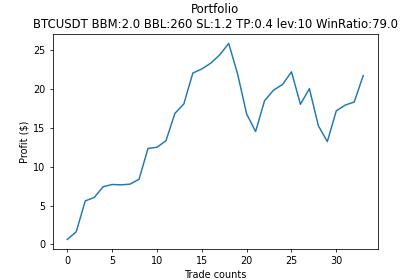 Portfolio
BTCUSDT BBM:2.0 BBL:260 SL:1.2 TP:0.4 lev:10 WinRatio:79.0
25
20
15
10
5
0
Profit ($)
0 5 10 15 20 25 30
Trade counts